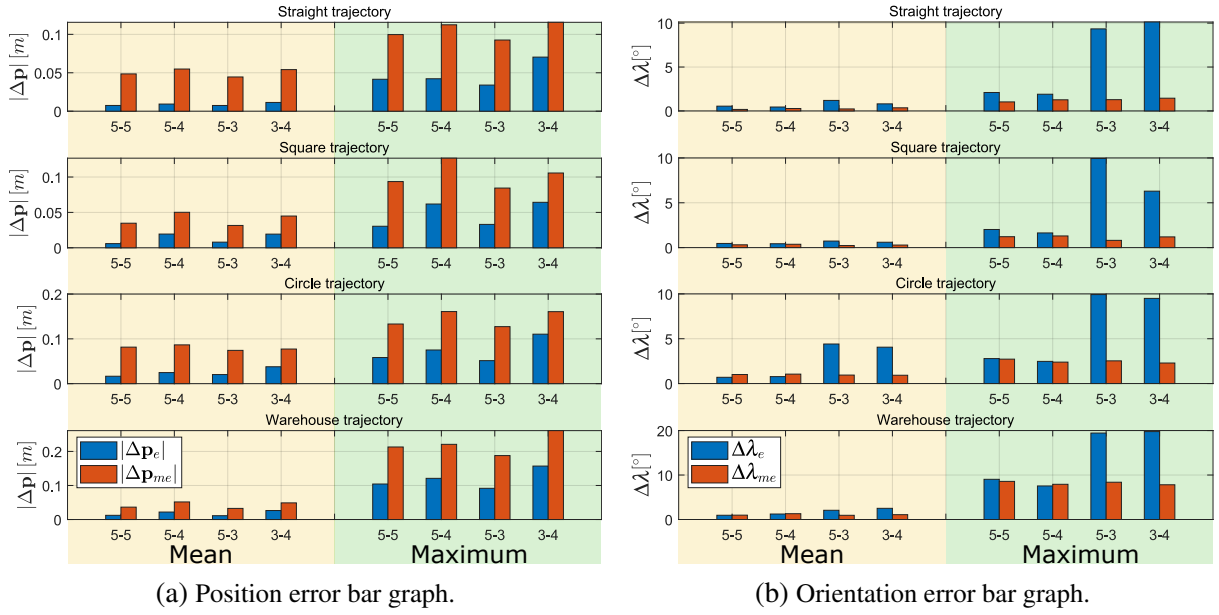 Straight trajectory
|Δp| [m]
0.1
0.05
0
5-5 5-4 5-3 3-4 5-5 5-4 5-3 3-4
Square trajectory
|Δp| [m]
0.1
0.05
0
5-5 5-4 5-3 3-4 5-5 5-4 5-3 3-4
Circle trajectory
|Δp| [m]
0.2
0.1
0
5-5 5-4 5-3 3-4 5-5 5-4 5-3 3-4
Warehouse trajectory
|Δp| [m]
0.2
0.1
0
|Δp_e|
|Δp_me|
5-5 5-4 5-3 3-4 5-5 5-4 5-3 3-4
Mean Maximum
(a) Position error bar graph.
Straight trajectory
Δλ[°]
10
5
0
5-5 5-4 5-3 3-4 5-5 5-4 5-3 3-4
Square trajectory
Δλ[°]
10
5
0
5-5 5-4 5-3 3-4 5-5 5-4 5-3 3-4
Circle trajectory
Δλ[°]
10
5
0
5-5 5-4 5-3 3-4 5-5 5-4 5-3 3-4
Warehouse trajectory
Δλ[°]
20
10
0
Δλ_e
Δλ_me
5-5 5-4 5-3 3-4 5-5 5-4 5-3 3-4
Mean Maximum
(b) Orientation error bar graph.